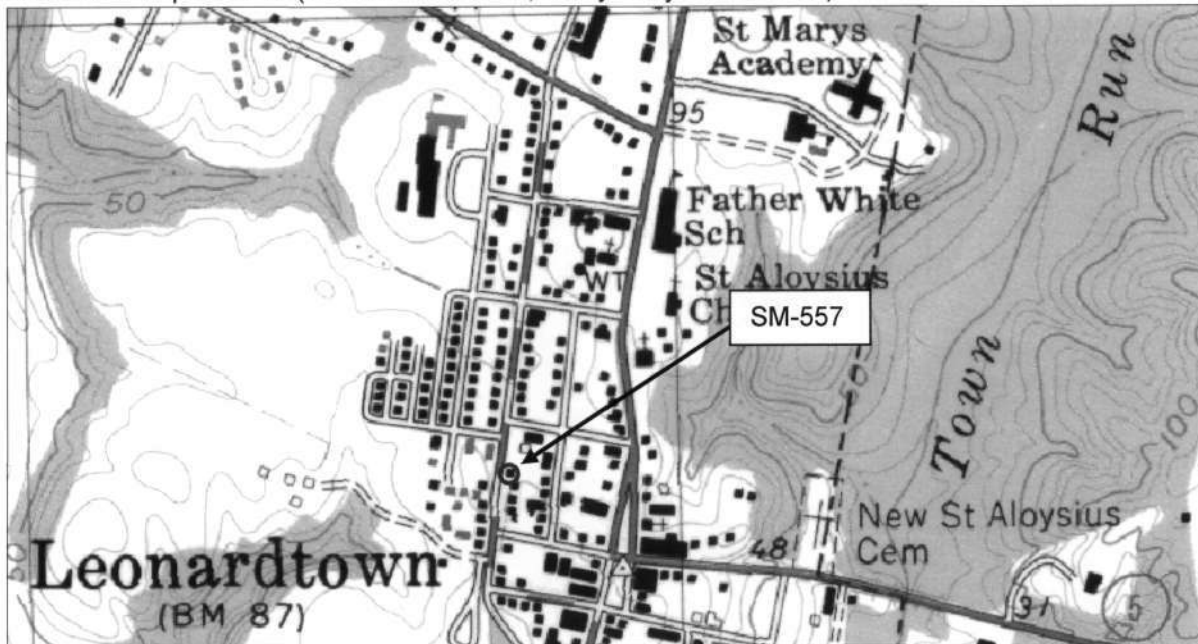 St Marys
Academy
95
Run
50
Father White
Sch
WT
St Aloysius
Ch
SM-557
Town
100
New St Aloysius
Cem
48
Leonardtown
(BM 87)
31
5